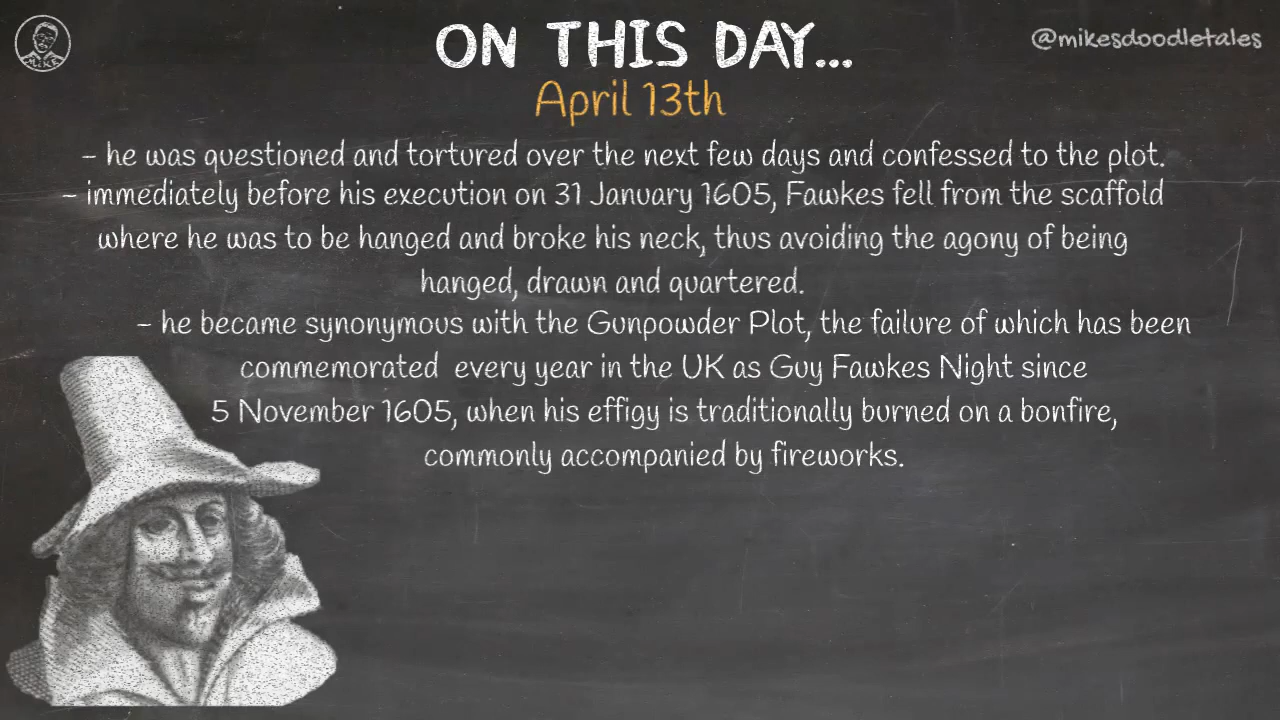 ON THIS DAY...
@mikesdoodletales
April 13th
- he was questioned and tortured over the next few days and confessed to the plot.
- immediately before his execution on 31 January 1605, Fawkes fell from the scaffold
where he was to be hanged and broke his neck, thus avoiding the agony of being
hanged, drawn and quartered.
- he became synonymous with the Gunpowder Plot, the failure of which has been
commemorated every year in the UK as Guy Fawkes Night since
5 November 1605, when his effigy is traditionally burned on a bonfire,
commonly accompanied by fireworks.
MIKE